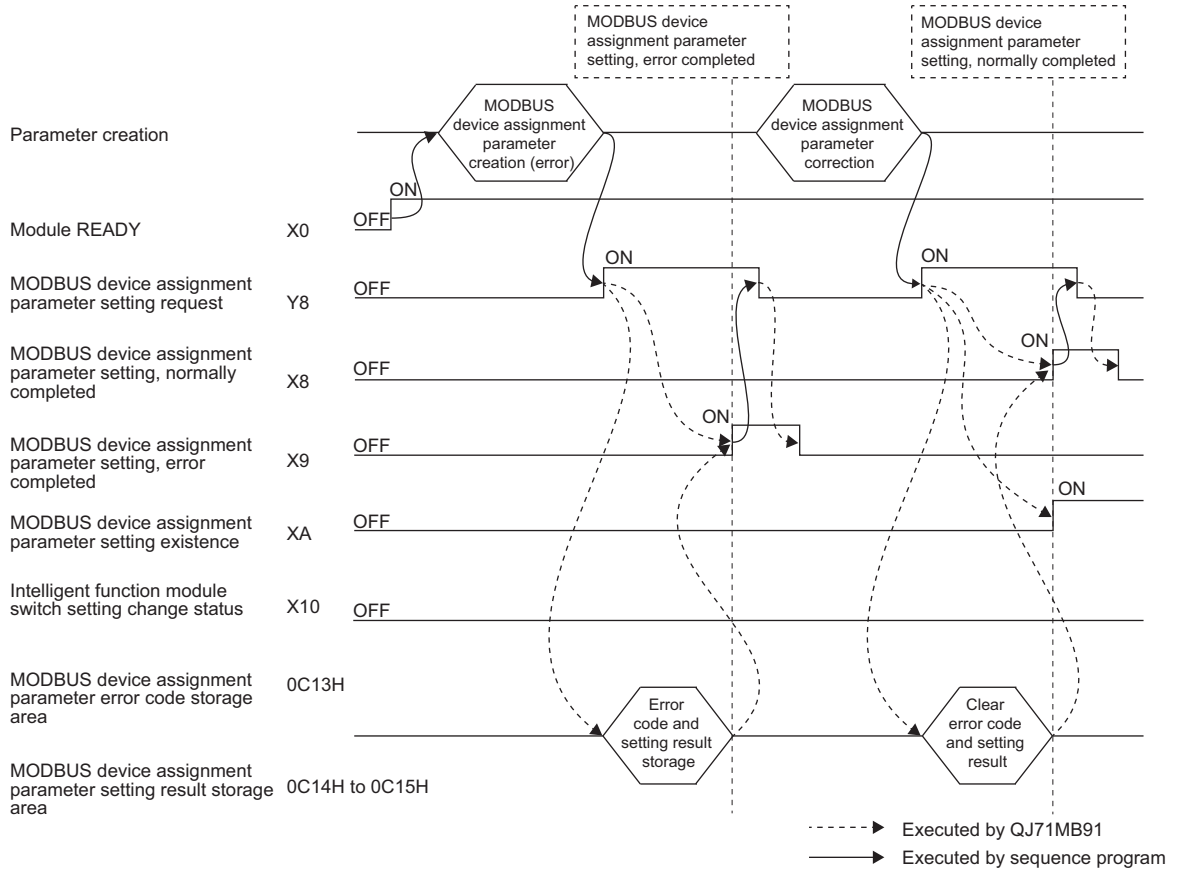 MODBUS device
assignment parameter
setting, error completed
MODBUS device
assignment parameter
setting, normally completed
Parameter creation
MODBUS
device assignment
parameter
creation (error)
MODBUS
device assignment
parameter
correction
Module READY
X0
OFF
ON
MODBUS device assignment
parameter setting request
Y8
OFF
ON
ON
MODBUS device assignment
parameter setting, normally
completed
X8
OFF
ON
MODBUS device assignment
parameter setting, error
completed
X9
OFF
ON
MODBUS device assignment
parameter setting existence
XA
OFF
ON
Intelligent function module
switch setting change status
X10
OFF
MODBUS device assignment
parameter error code storage
area
0C13H
Error
code and
setting result
storage
Clear
error code
and setting
result
MODBUS device assignment
parameter setting result storage
area
0C14H to 0C15H
Executed by QJ71MB91
Executed by sequence program